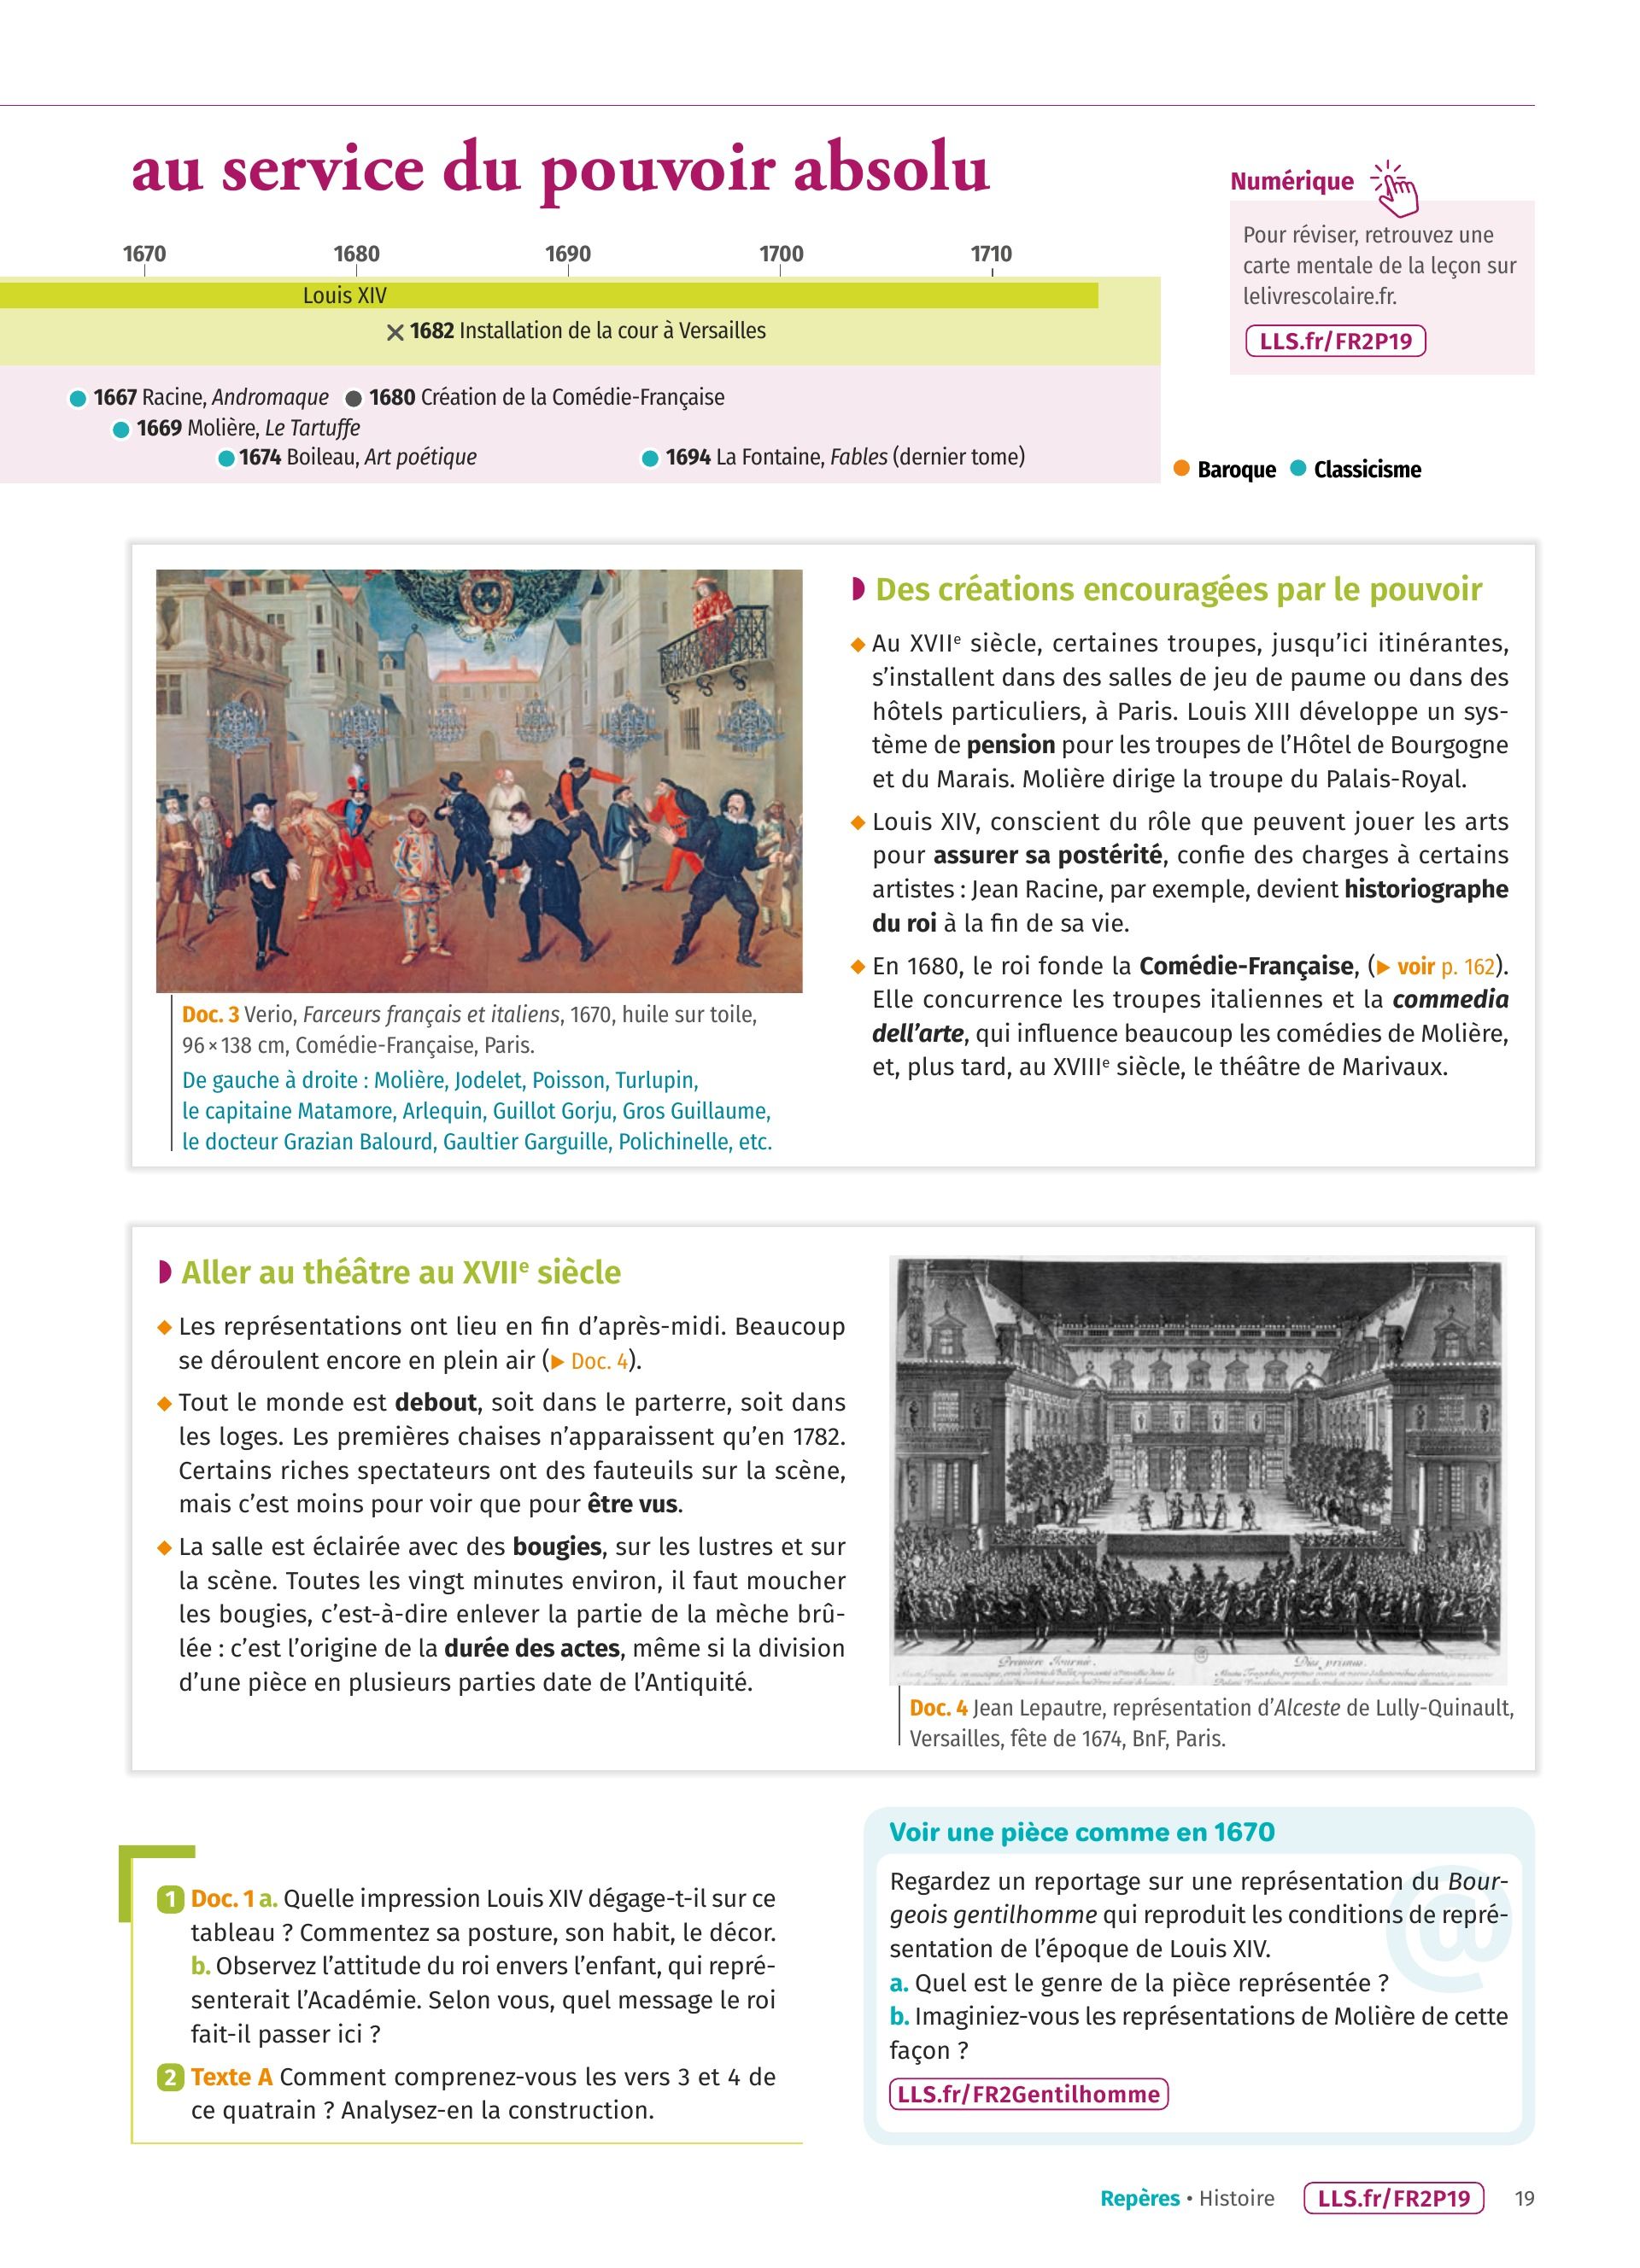 au service du pouvoir absolu
Numérique
Pour réviser, retrouvez une
carte mentale de la leçon sur
lelivrescolaire.fr.
LLS.fr/FR2P19
1670 1680 1690 1700 1710
Louis XIV
1682 Installation de la cour à Versailles
1667 Racine, Andromaque 1680 Création de la Comédie-Française
1669 Molière, Le Tartuffe
1674 Boileau, Art poétique 1694 La Fontaine, Fables (dernier tome)
Baroque Classicisme
Doc. 3 Verio, Farceurs français et italiens, 1670, huile sur toile,
96 × 138 cm, Comédie-Française, Paris.
De gauche à droite : Molière, Jodelet, Poisson, Turlupin,
le capitaine Matamore, Arlequin, Guillot Gorju, Gros Guillaume,
le docteur Grazian Balourd, Gaultier Garguille, Polichinelle, etc.
Des créations encouragées par le pouvoir
Au XVIIe siècle, certaines troupes, jusqu'ici itinérantes,
s'installent dans des salles de jeu de paume ou dans des
hôtels particuliers, à Paris. Louis XIII développe un sys-
tème de pension pour les troupes de l'Hôtel de Bourgogne
et du Marais. Molière dirige la troupe du Palais-Royal.
Louis XIV, conscient du rôle que peuvent jouer les arts
pour assurer sa postérité, confie des charges à certains
artistes : Jean Racine, par exemple, devient historiographe
du roi à la fin de sa vie.
En 1680, le roi fonde la Comédie-Française, (▶ voir p. 162).
Elle concurrence les troupes italiennes et la commedia
dell'arte, qui influence beaucoup les comédies de Molière,
et, plus tard, au XVIIIe siècle, le théâtre de Marivaux.
Aller au théâtre au XVIIe siècle
Les représentations ont lieu en fin d'après-midi. Beaucoup
se déroulent encore en plein air (▶ Doc. 4).
Tout le monde est debout, soit dans le parterre, soit dans
les loges. Les premières chaises n'apparaissent qu'en 1782.
Certains riches spectateurs ont des fauteuils sur la scène,
mais c'est moins pour voir que pour être vus.
La salle est éclairée avec des bougies, sur les lustres et sur
la scène. Toutes les vingt minutes environ, il faut moucher
les bougies, c'est-à-dire enlever la partie de la mèche brû-
lée : c'est l'origine de la durée des actes, même si la division
d'une pièce en plusieurs parties date de l'Antiquité.
Première Journée. Dies primus.
Doc. 4 Jean Lepautre, représentation d'Alceste de Lully-Quinault,
Versailles, fête de 1674, BnF, Paris.
1 Doc. 1 a. Quelle impression Louis XIV dégage-t-il sur ce
tableau ? Commentez sa posture, son habit, le décor.
b. Observez l'attitude du roi envers l'enfant, qui repré-
senterait l'Académie. Selon vous, quel message le roi
fait-il passer ici ?
2 Texte A Comment comprenez-vous les vers 3 et 4 de
ce quatrain ? Analysez-en la construction.
Voir une pièce comme en 1670
Regardez un reportage sur une représentation du Bour-
geois gentilhomme qui reproduit les conditions de repré-
sentation de l'époque de Louis XIV.
a. Quel est le genre de la pièce représentée ?
b. Imaginiez-vous les représentations de Molière de cette
façon ?
LLS.fr/FR2Gentilhomme
Repères • Histoire LLS.fr/FR2P19 19